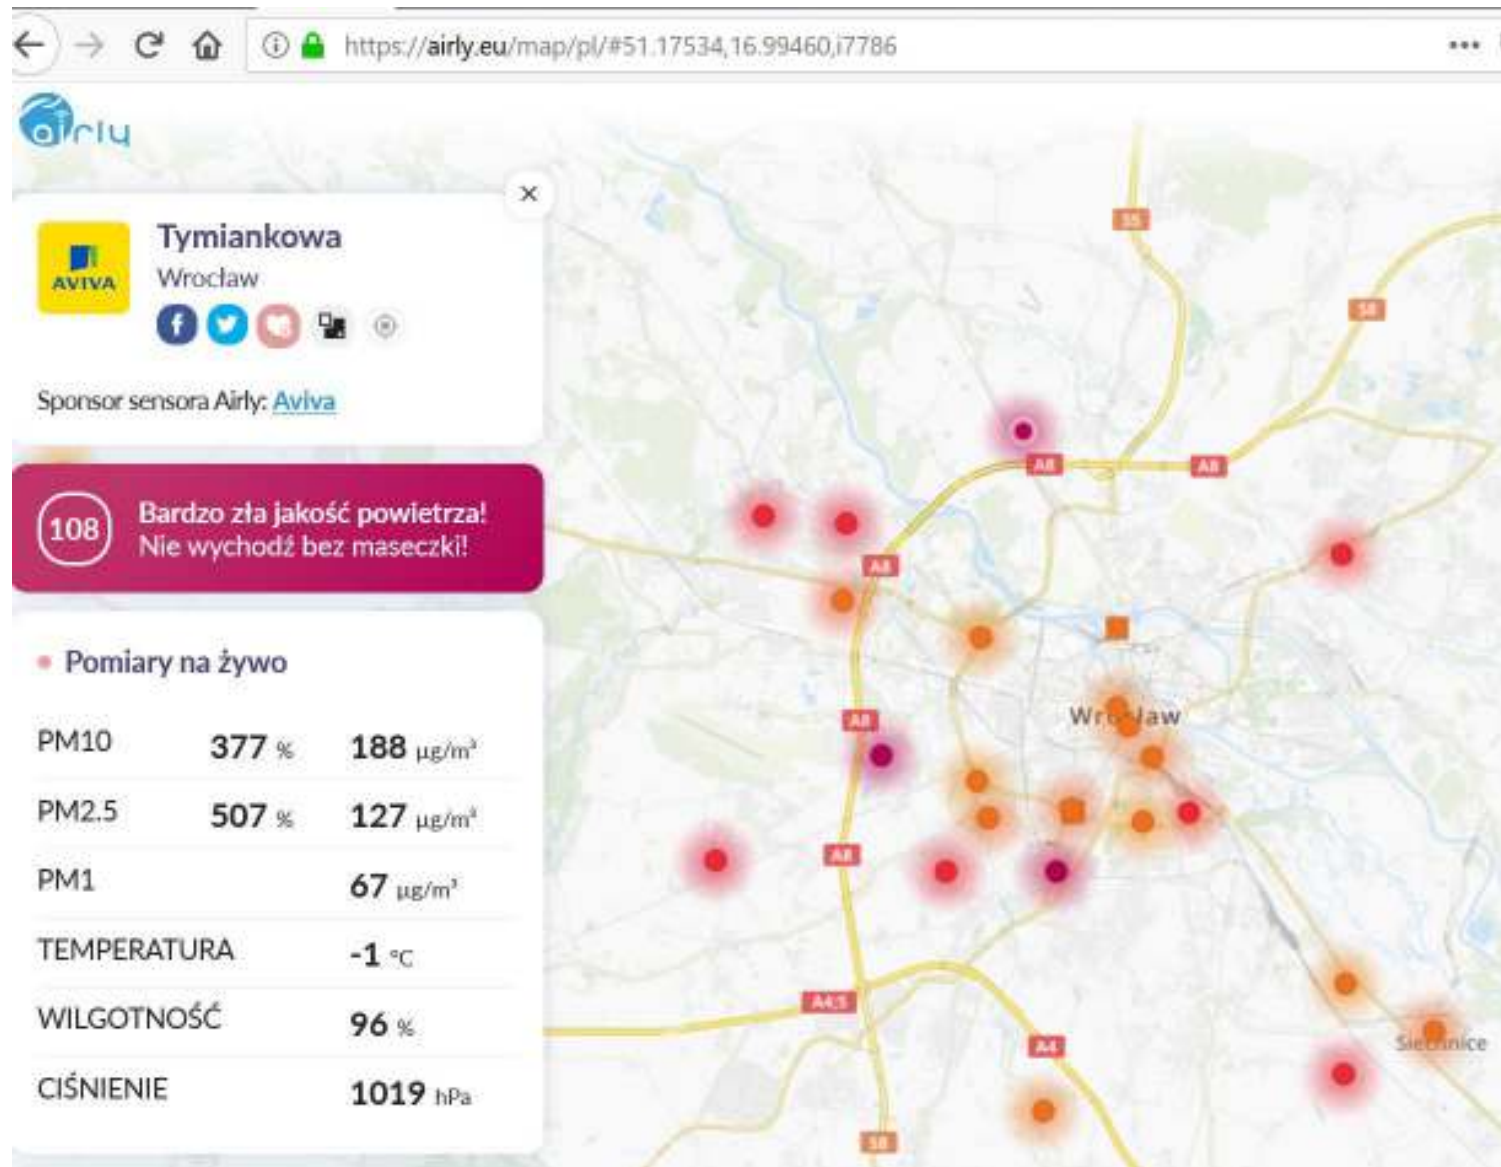 https://airly.eu/map/pl/#51.17534,16.99460,i7786
airly
Tymiankowa
AVIVA
Wrocław
Sponsor sensora Airly: Aviva
108
Bardzo zła jakość powietrza!
Nie wychodź bez maseczki!
Pomiary na żywo
PM10 377 % 188 µg/m³
PM2.5 507 % 127 µg/m³
PM1 67 µg/m³
TEMPERATURA -1 °C
WILGOTNOŚĆ 96 %
CIŚNIENIE 1019 hPa
S5
S8
A8
A8
A8
A8
Wrocław
A8
A4;5
A4
Siechnice
S8